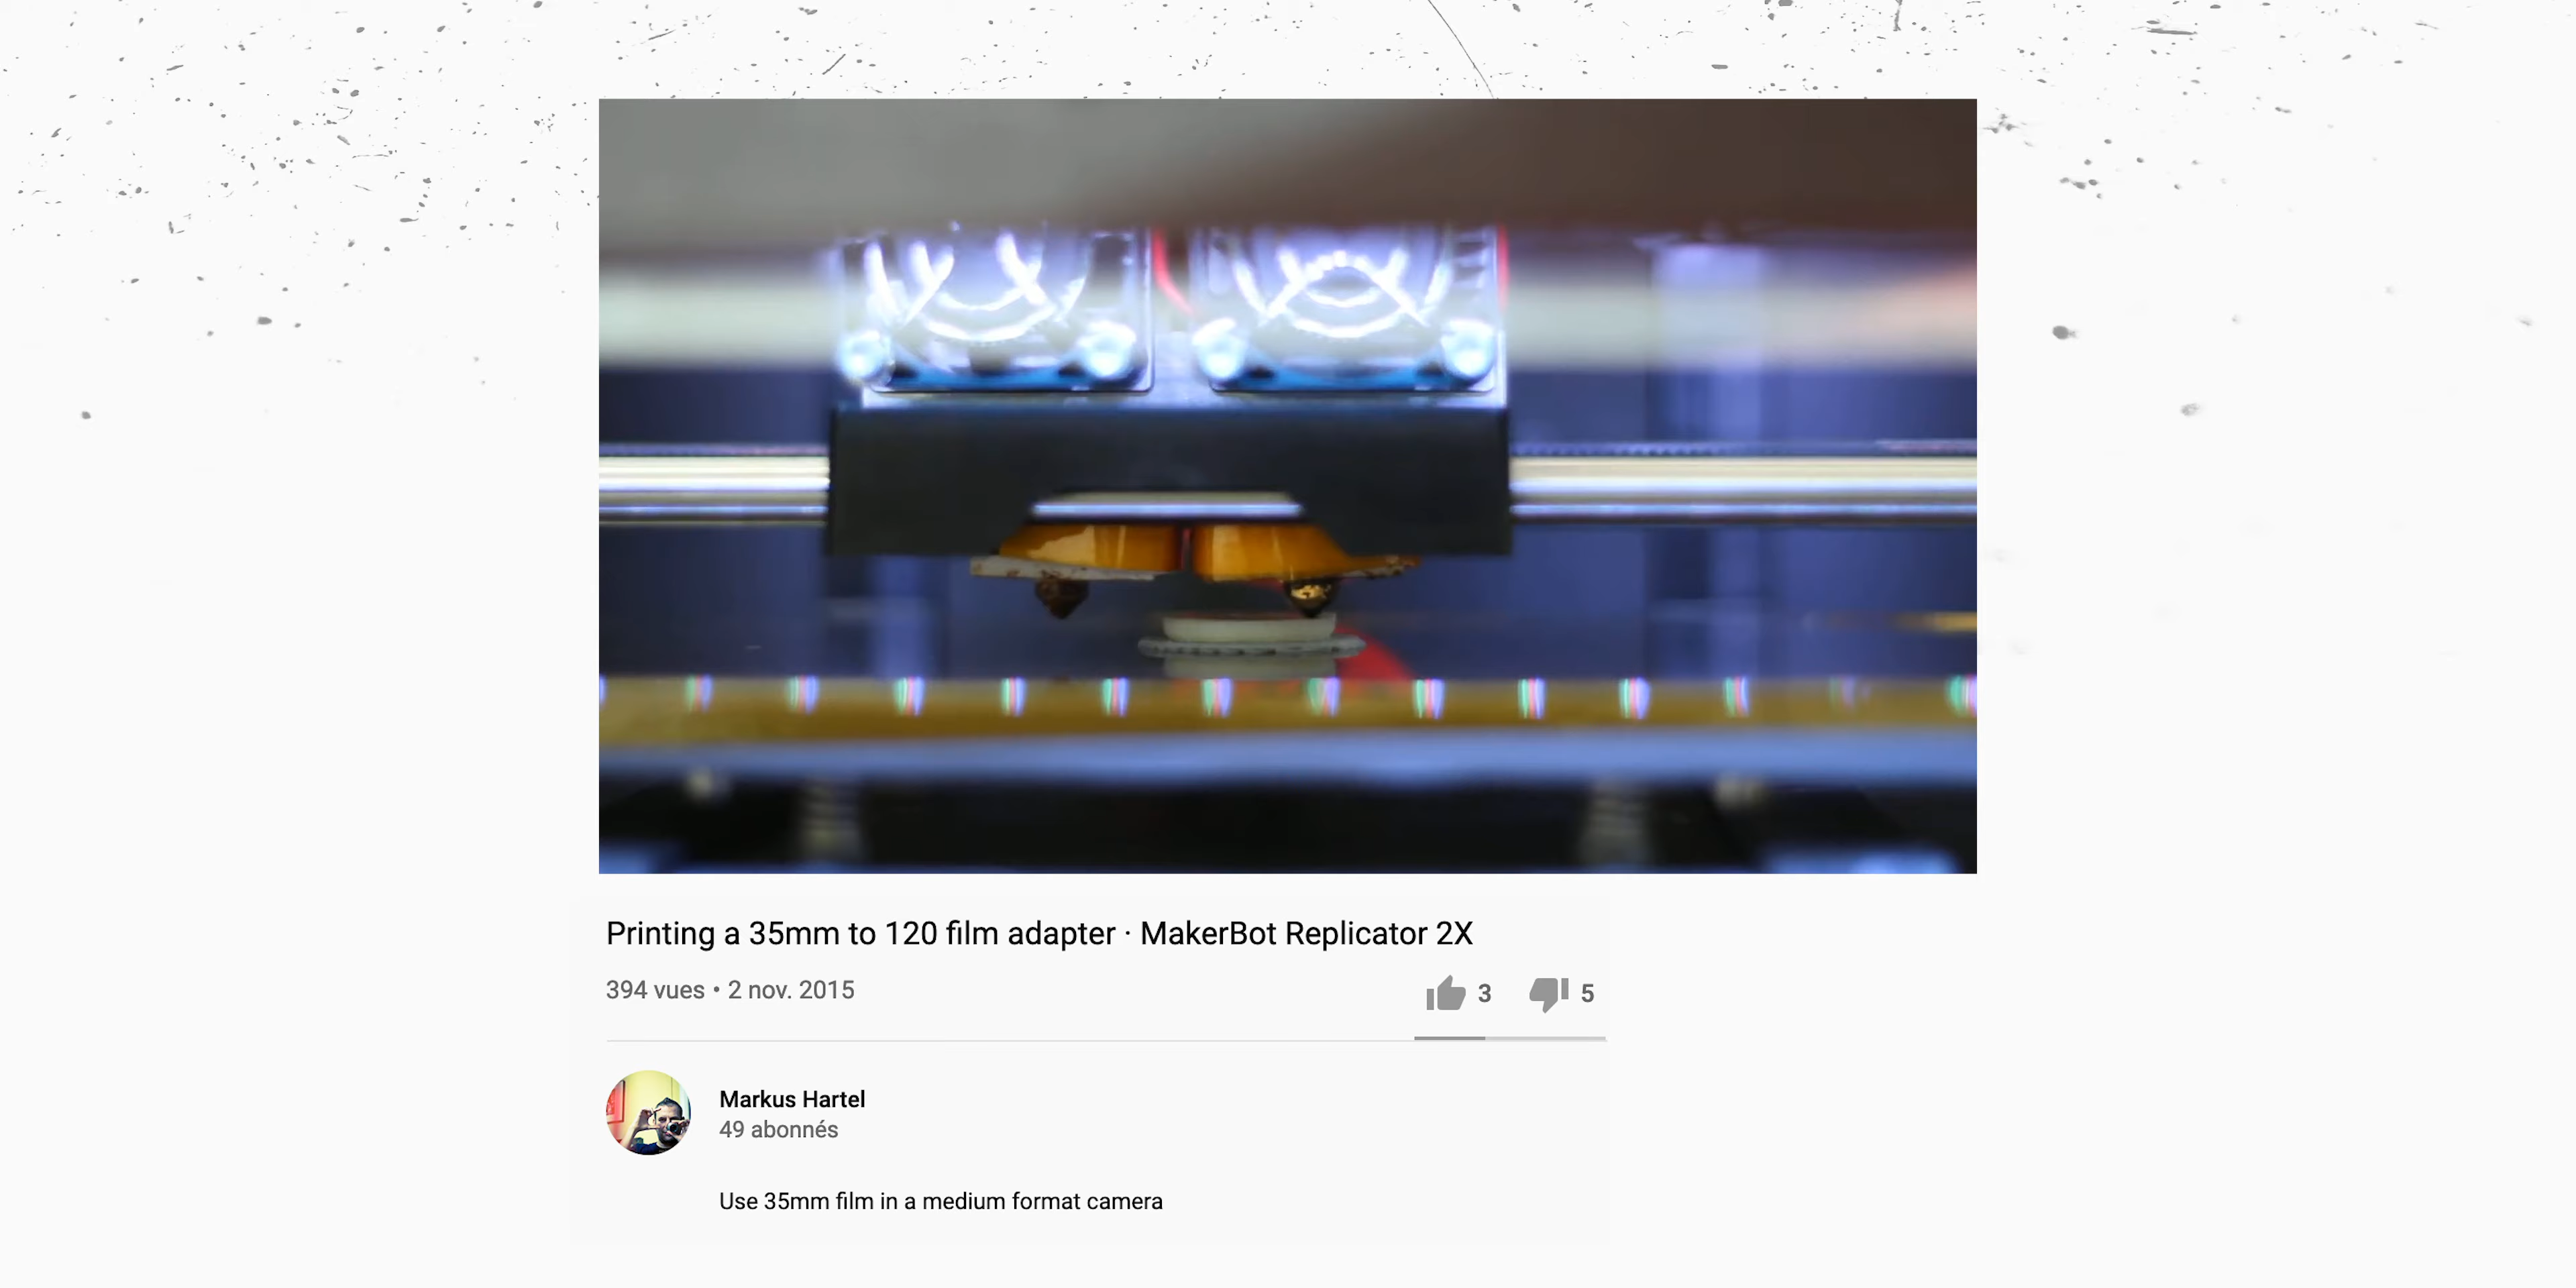 Printing a 35mm to 120 film adapter · MakerBot Replicator 2X
394 vues • 2 nov. 2015
3
5
Markus Hartel
49 abonnés
Use 35mm film in a medium format camera